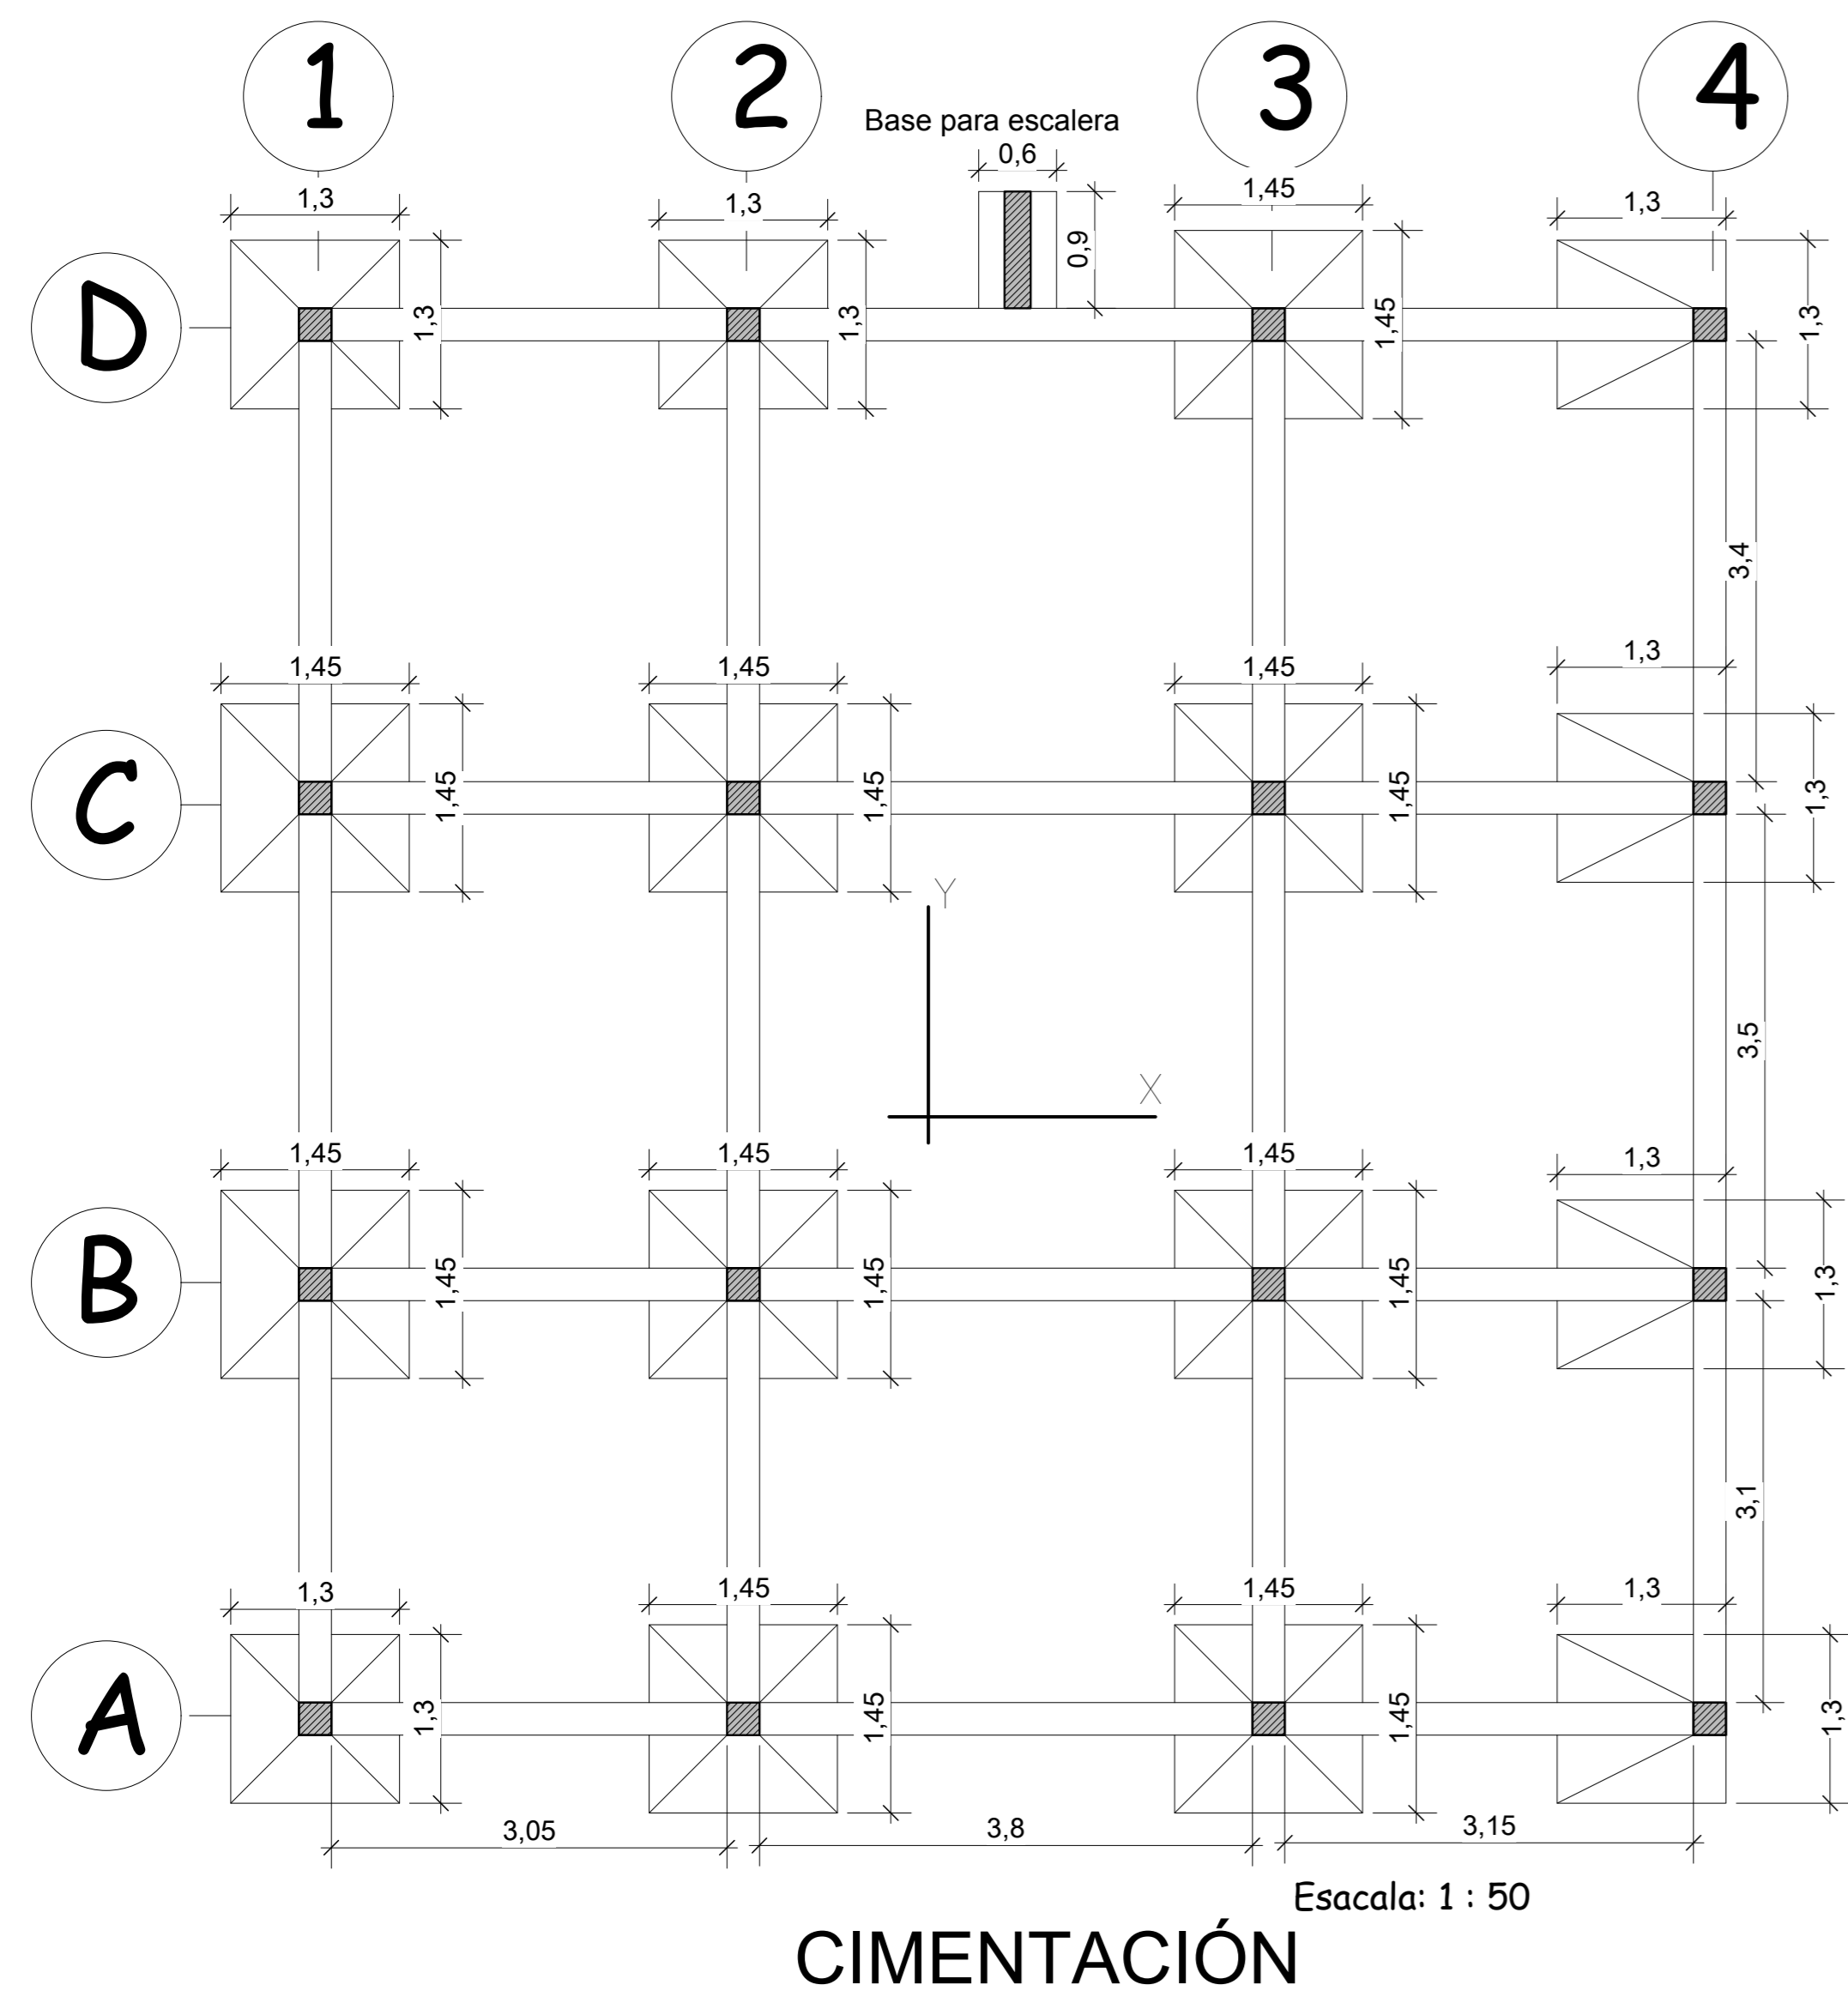 1 2 3 4
Base para escalera
0,6
1,3 1,3 1,45 1,3
0,9
D 1,3 1,3 1,45 1,3
3,4
1,45 1,45 1,45 1,3
C 1,45 1,45 1,45 1,3
Y
3,5
X
1,45 1,45 1,45 1,3
B 1,45 1,45 1,45 1,3
3,1
1,3 1,45 1,45 1,3
A 1,3 1,45 1,45 1,3
3,05 3,8 3,15
Esacala: 1 : 50
CIMENTACIÓN